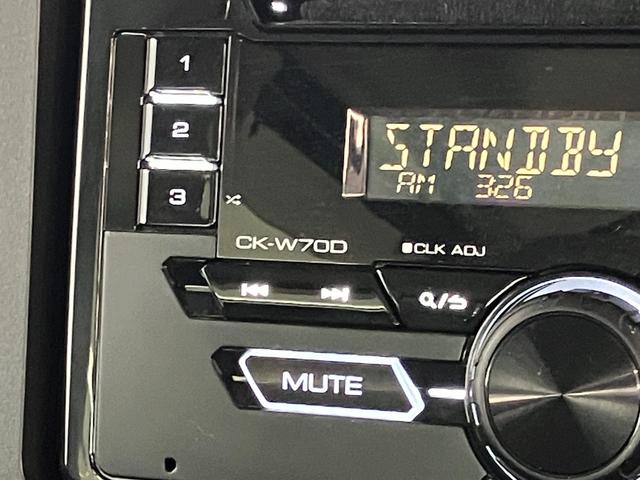 1
2
3
STANDBY
AM 3:26
CK-W70D
CLK ADJ
MUTE